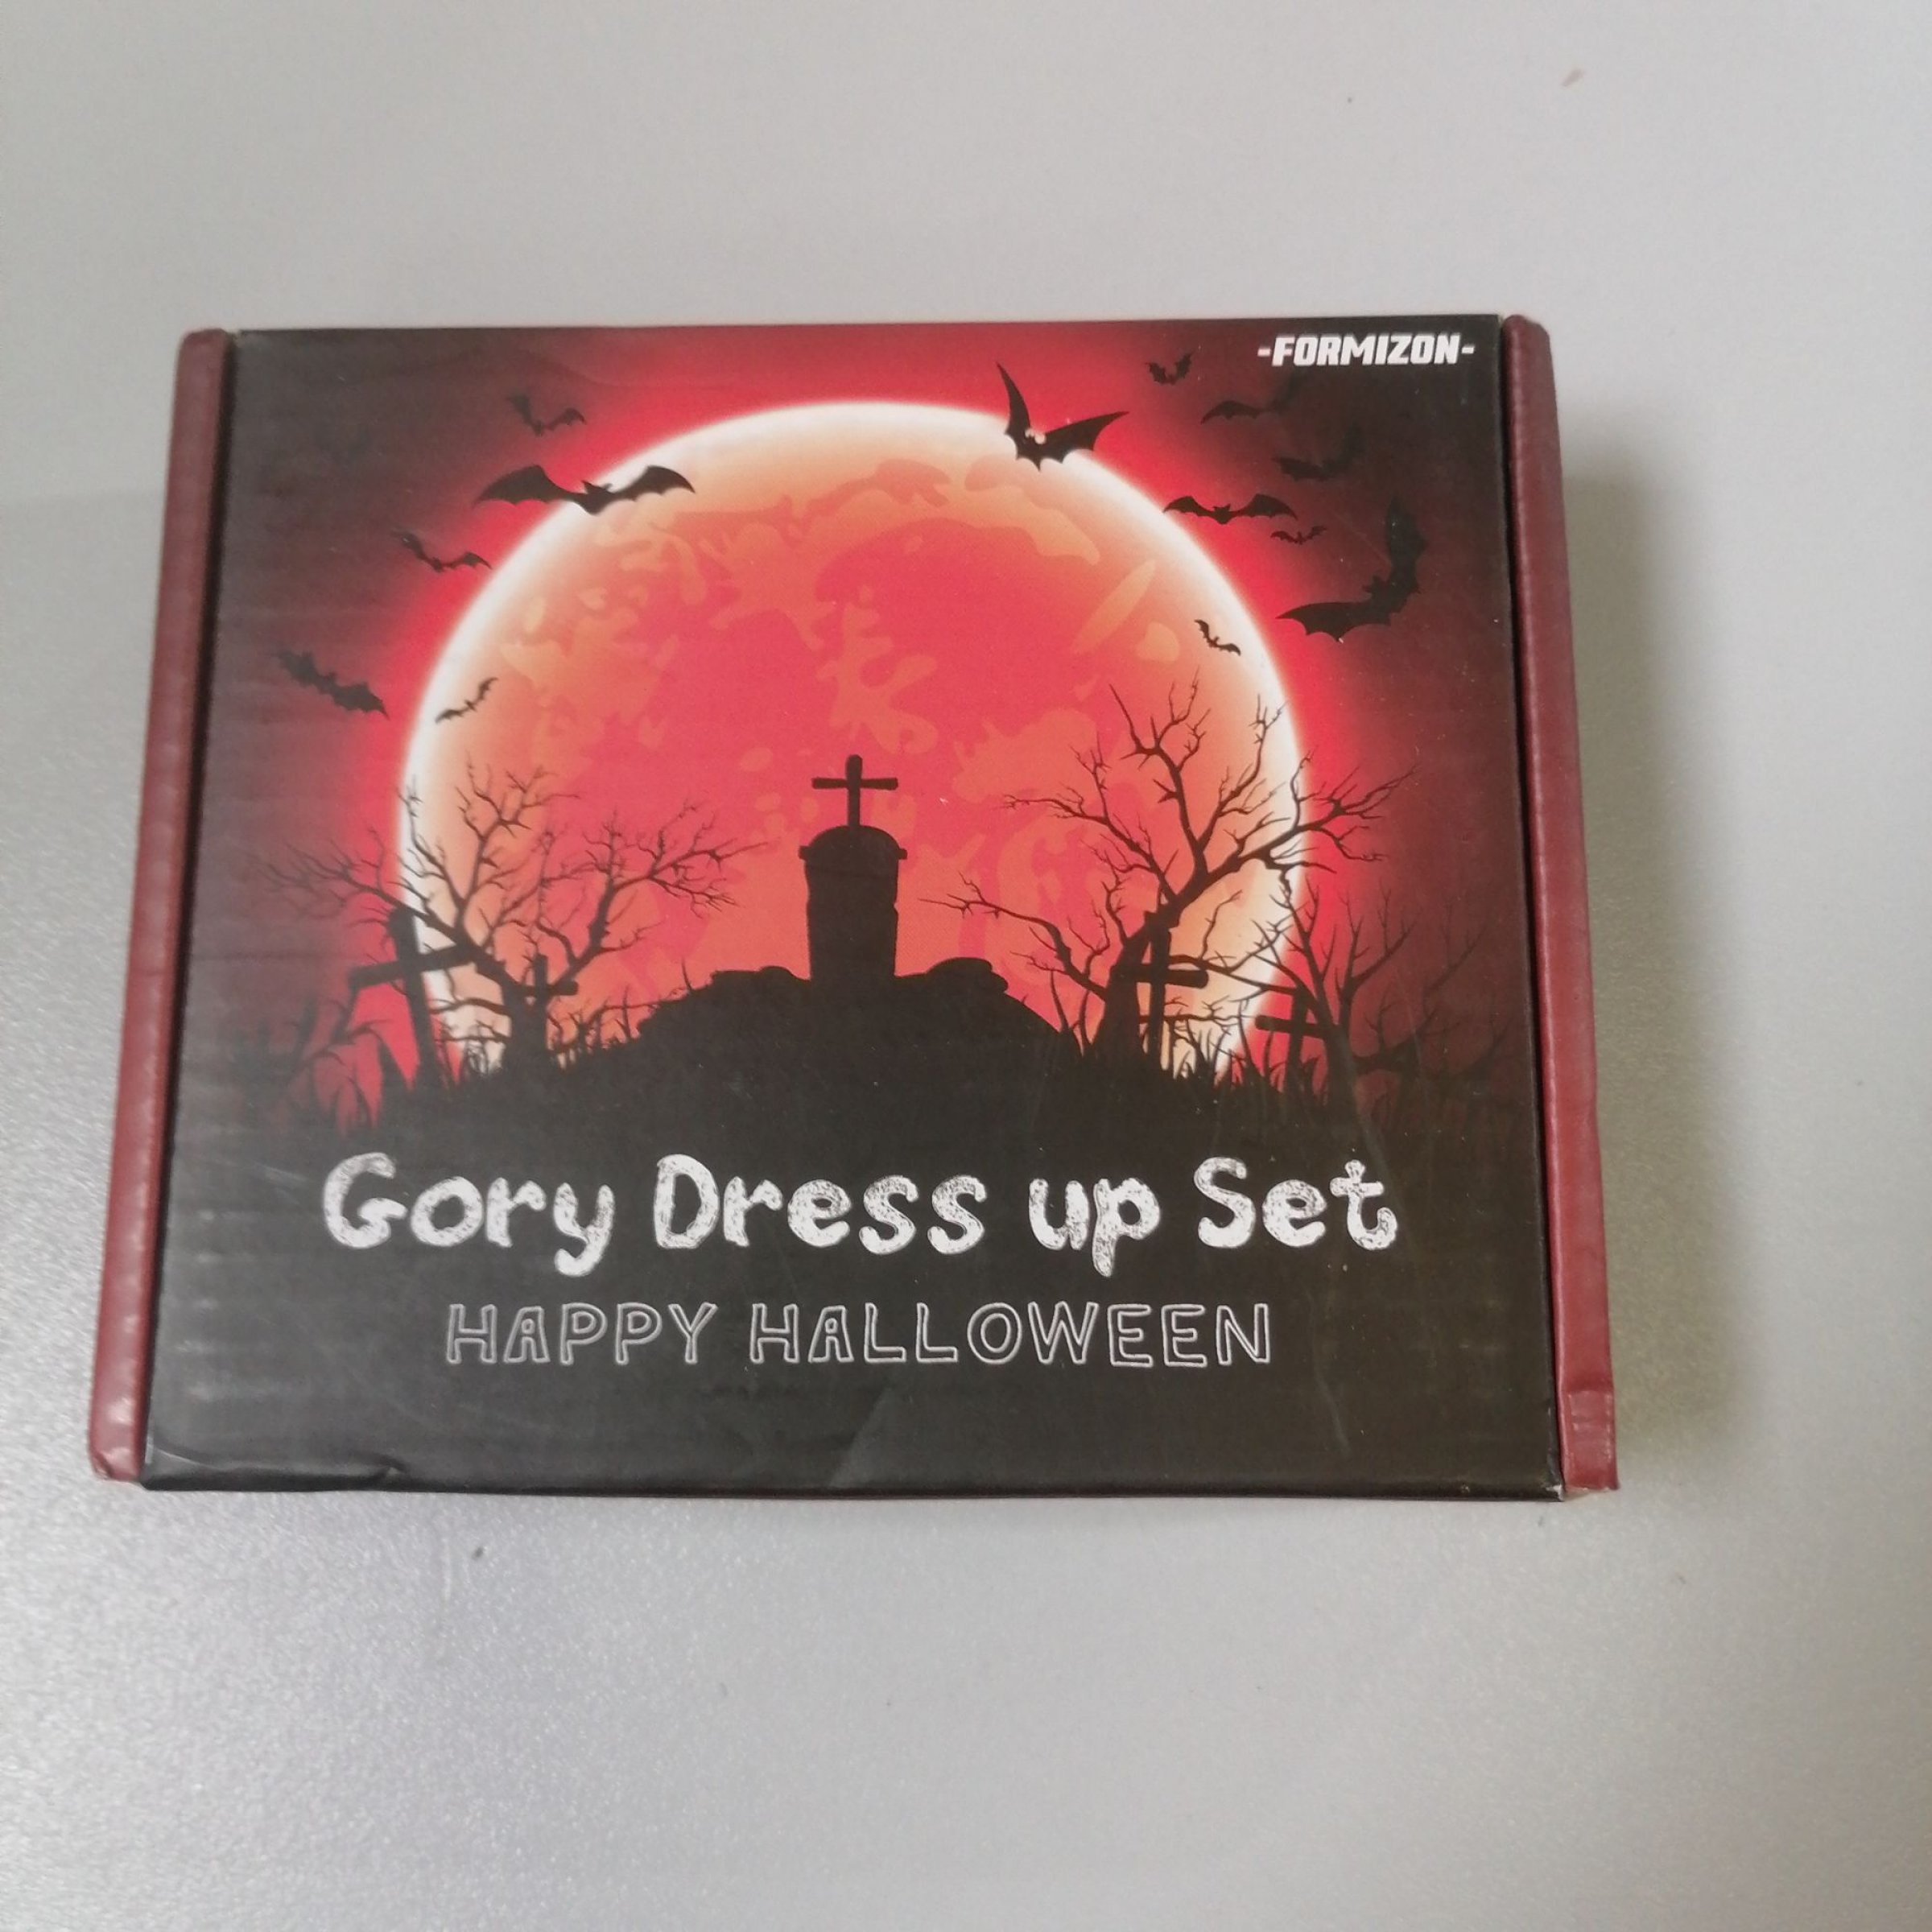 -FORMIZON-
Gory Dress up Set
HAPPY HALLOWEEN